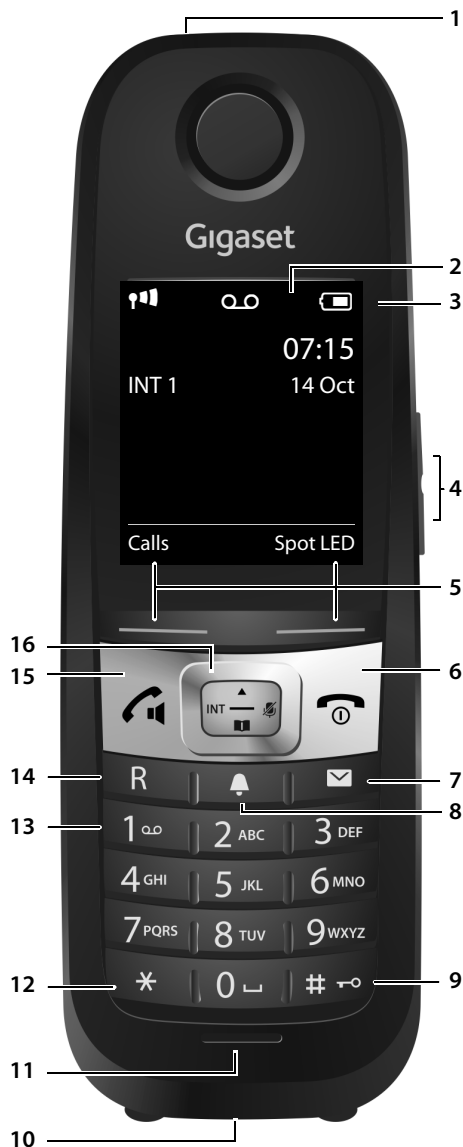 1
Gigaset
2
3
07:15
INT 1 14 Oct
4
Calls Spot LED
5
16
15
6
INT
14 R 7
8
13 1 2 ABC 3 DEF
4 GHI 5 JKL 6 MNO
7 PQRS 8 TUV 9 WXYZ
12 * 0 # 9
11
10